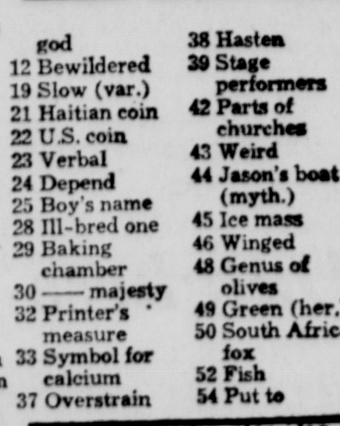 god
12 Bewildered
19 Slow (var.)
21 Haitian coin
22 U.S. coin
23 Verbal
24 Depend
25 Boy's name
28 Ill-bred one
29 Baking
chamber
30 —— majesty
32 Printer's
measure
33 Symbol for
calcium
37 Overstrain
38 Hasten
39 Stage
performers
42 Parts of
churches
43 Weird
44 Jason's boat
(myth.)
45 Ice mass
46 Winged
48 Genus of
olives
49 Green (her.
50 South Afric
fox
52 Fish
54 Put to